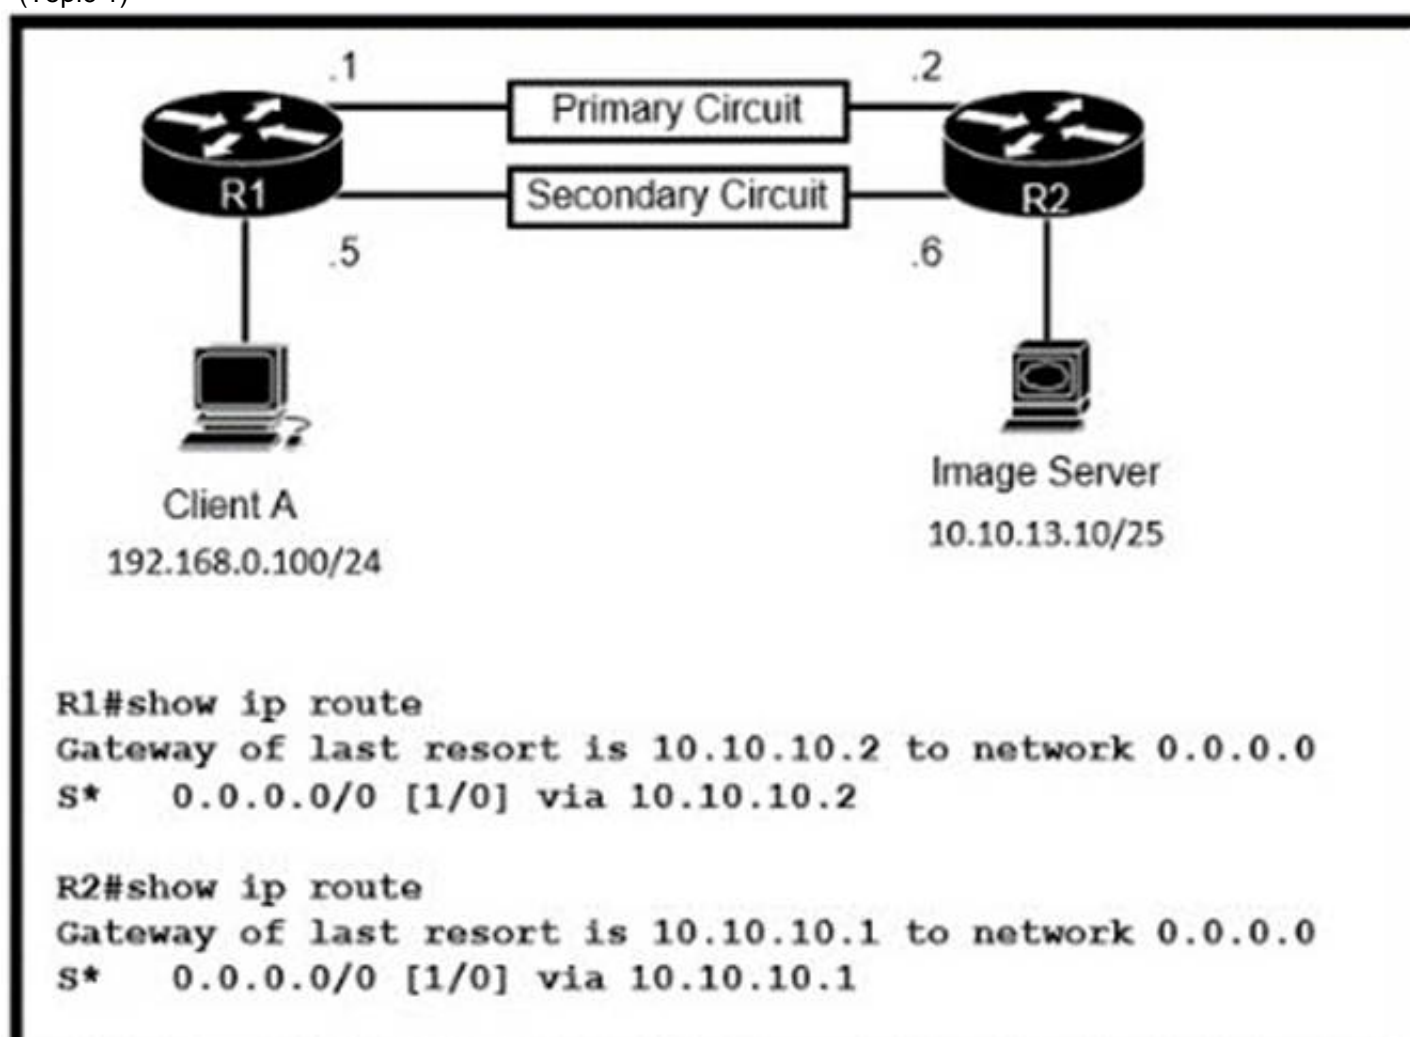 .1
.2
Primary Circuit
Secondary Circuit
R1
R2
.5
.6
Client A
192.168.0.100/24
Image Server
10.10.13.10/25
R1#show ip route
Gateway of last resort is 10.10.10.2 to network 0.0.0.0
S* 0.0.0.0/0 [1/0] via 10.10.10.2
R2#show ip route
Gateway of last resort is 10.10.10.1 to network 0.0.0.0
S* 0.0.0.0/0 [1/0] via 10.10.10.1